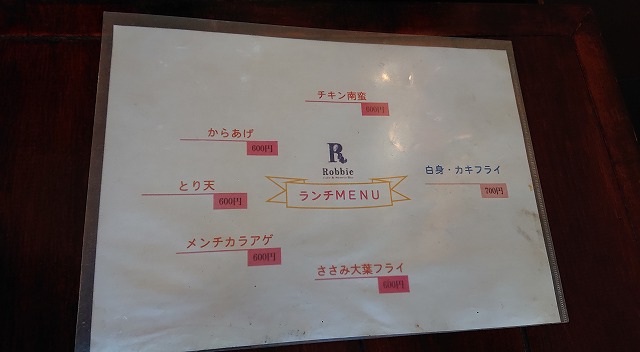 チキン南蛮
600円
からあげ
600円
R
Robbie
ランチMENU
白身・カキフライ
700円
とり天
600円
メンチカラアゲ
600円
ささみ大葉フライ
600円